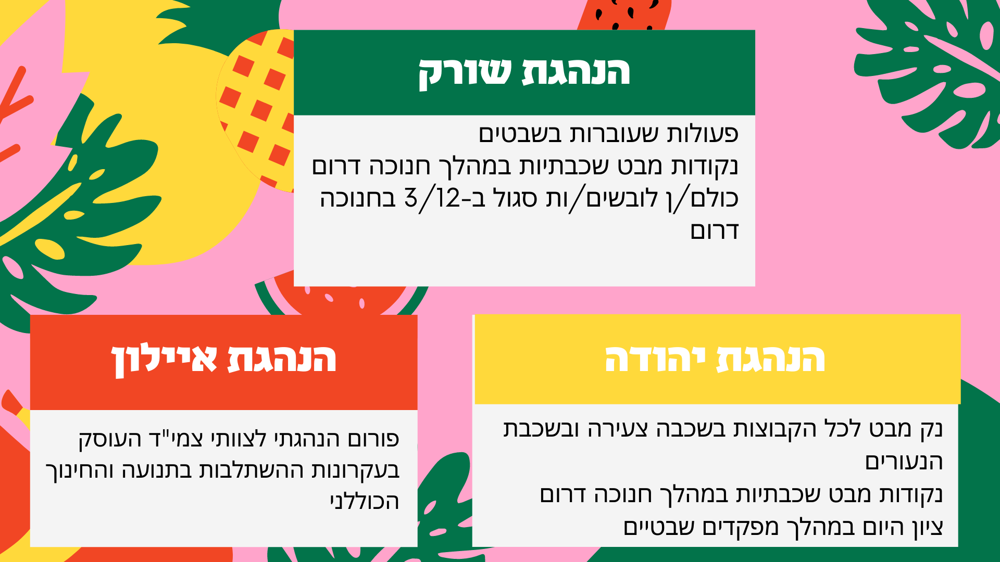 הנהגת שורק
פעולות שעוברות בשבטים
נקודות מבט שכבתיות במהלך חנוכה דרום
כולם/ן לובשים/ות סגול ב-3/12 בחנוכה
דרום
הנהגת יהודה
נק מבט לכל הקבוצות בשכבה צעירה ובשכבת
הנעורים
נקודות מבט שכבתיות במהלך חנוכה דרום
ציון היום במהלך מפקדים שבטיים
הנהגת איילון
פורום הנהגתי לצוותי צמי"ד העוסק
בעקרונות ההשתלבות בתנועה והחינוך
הכוללני